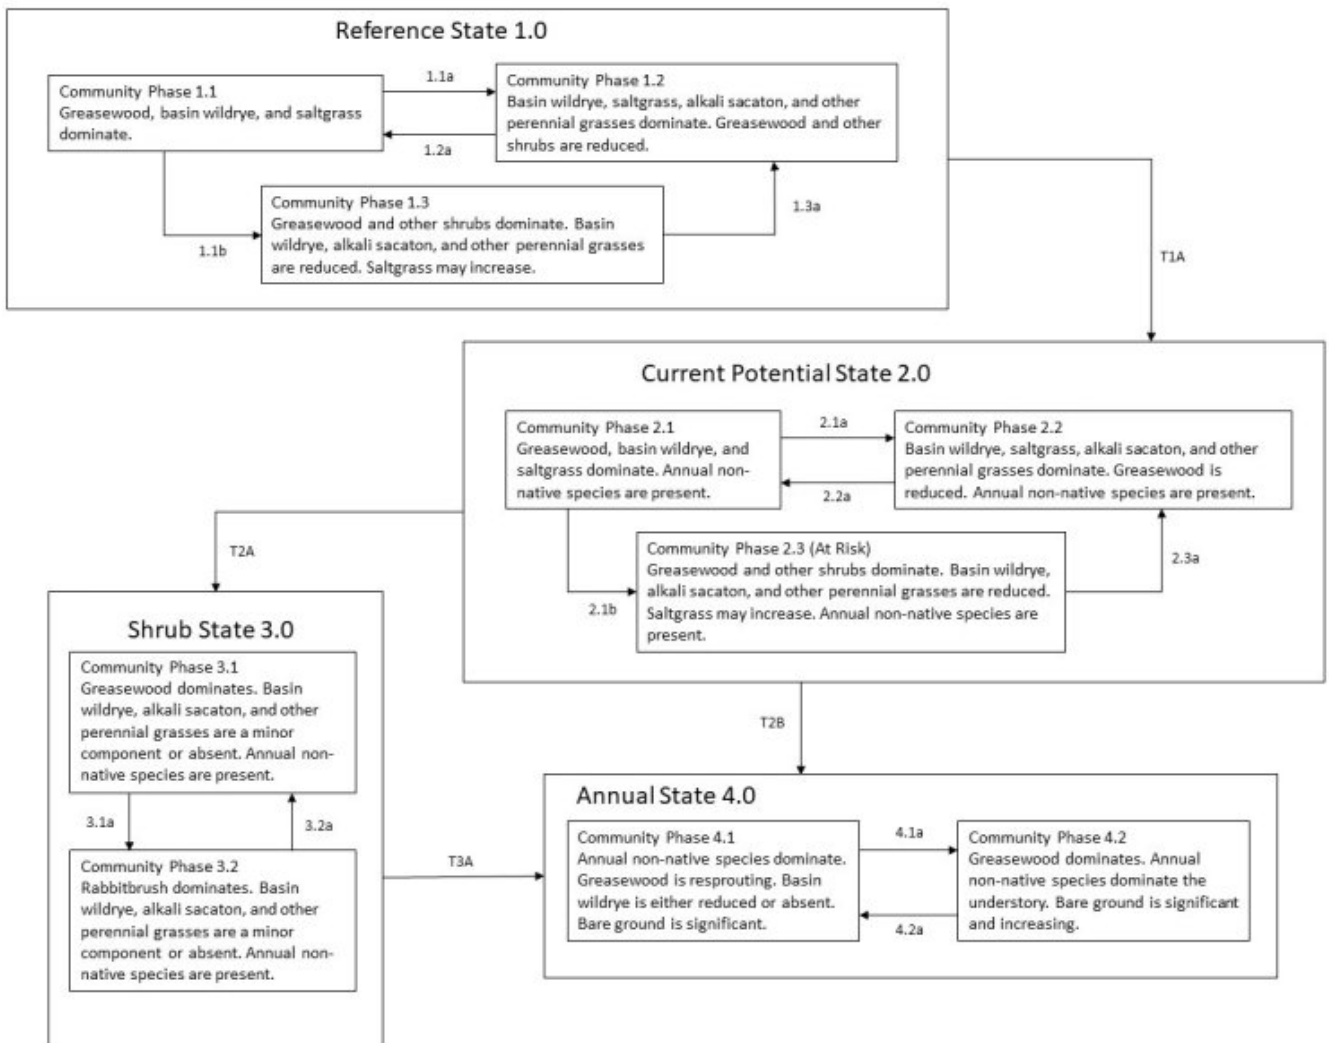 Reference State 1.0
Community Phase 1.1
Greasewood, basin wildrye, and saltgrass
dominate.
1.1a
1.2a
Community Phase 1.2
Basin wildrye, saltgrass, alkali sacaton, and other
perennial grasses dominate. Greasewood and other
shrubs are reduced.
1.1b
Community Phase 1.3
Greasewood and other shrubs dominate. Basin
wildrye, alkali sacaton, and other perennial grasses
are reduced. Saltgrass may increase.
1.3a
T1A
Current Potential State 2.0
Community Phase 2.1
Greasewood, basin wildrye, and
saltgrass dominate. Annual non-
native species are present.
2.1a
2.2a
Community Phase 2.2
Basin wildrye, saltgrass, alkali sacaton, and other
perennial grasses dominate. Greasewood is
reduced. Annual non-native species are present.
2.1b
Community Phase 2.3 (At Risk)
Greasewood and other shrubs dominate. Basin wildrye,
alkali sacaton, and other perennial grasses are reduced.
Saltgrass may increase. Annual non-native species are
present.
2.3a
T2A
T2B
Shrub State 3.0
Community Phase 3.1
Greasewood dominates. Basin
wildrye, alkali sacaton, and other
perennial grasses are a minor
component or absent. Annual non-
native species are present.
3.1a
3.2a
Community Phase 3.2
Rabbitbrush dominates. Basin
wildrye, alkali sacaton, and other
perennial grasses are a minor
component or absent. Annual non-
native species are present.
T3A
Annual State 4.0
Community Phase 4.1
Annual non-native species dominate.
Greasewood is resprouting. Basin
wildrye is either reduced or absent.
Bare ground is significant.
4.1a
4.2a
Community Phase 4.2
Greasewood dominates. Annual
non-native species dominate the
understory. Bare ground is significant
and increasing.